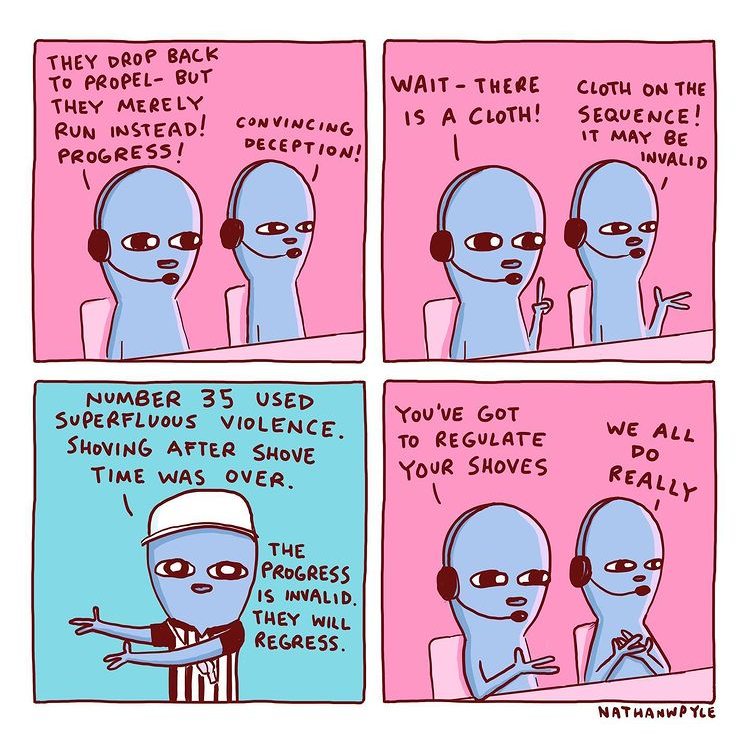 THEY DROP BACK
TO PROPEL- BUT
THEY MERELY
RUN INSTEAD!
PROGRESS!
CONVINCING
DECEPTION!
WAIT - THERE
IS A CLOTH!
CLOTH ON THE
SEQUENCE!
IT MAY BE
INVALID
NUMBER 35 USED
SUPERFLUOUS VIOLENCE.
SHOVING AFTER SHOVE
TIME WAS OVER.
THE
PROGRESS
IS INVALID.
THEY WILL
REGRESS.
YOU'VE GOT
TO REGULATE
YOUR SHOVES
WE ALL
DO
REALLY
NATHANWPYLE